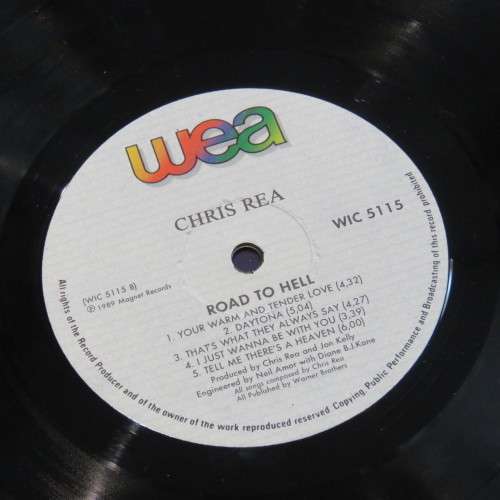 wea
CHRIS REA
WIC 5115
(WIC 5115 B)
℗ 1989 Magnet Records
ROAD TO HELL
1. YOUR WARM AND TENDER LOVE (4,32)
2. DAYTONA (5,04)
3. THAT'S WHAT THEY ALWAYS SAY (4,27)
4. I JUST WANNA BE WITH YOU (3,39)
5. TELL ME THERE'S A HEAVEN (6,00)
Produced by Chris Rea and Jon Kelly
Engineered by Neil Amor with Diane B.J.Kane
All songs composed by Chris Rea
All Published by Warner Brothers
All rights of the Record Producer and of the owner of the work reproduced reserved. Copying, Public Performance and Broadcasting of this record prohibited